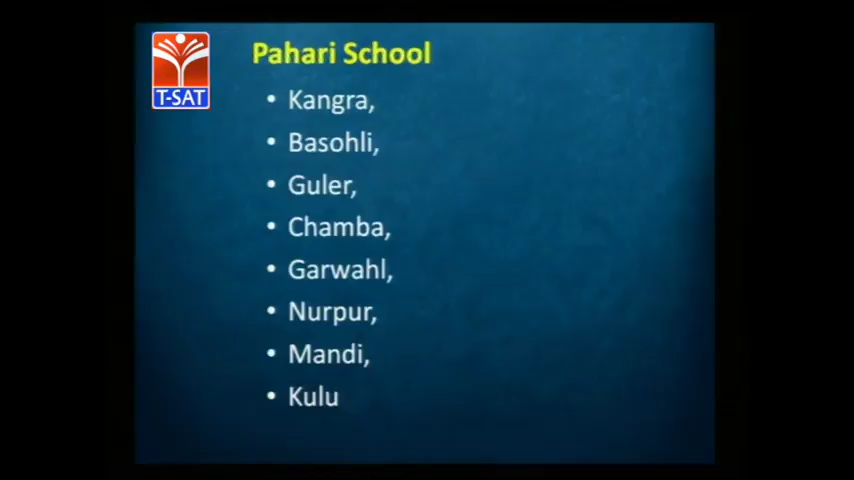 Pahari School
T-SAT
• Kangra,
• Basohli,
• Guler,
• Chamba,
• Garwahl,
• Nurpur,
• Mandi,
• Kulu